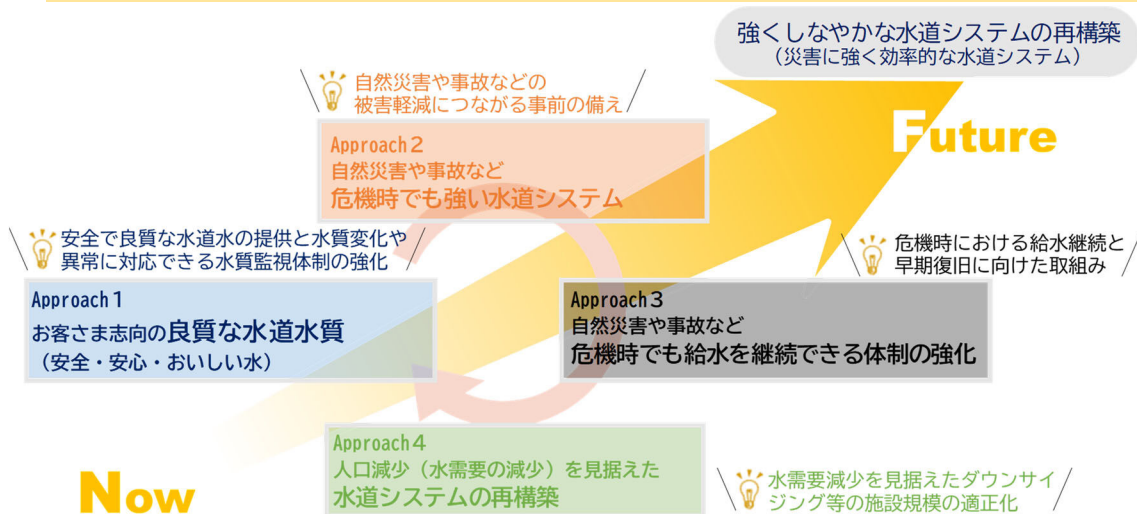 強くしなやかな水道システムの再構築
（災害に強く効率的な水道システム）
Future
自然災害や事故などの
被害軽減につながる事前の備え
Approach２
自然災害や事故など
危機時でも強い水道システム
安全で良質な水道水の提供と水質変化や
異常に対応できる水質監視体制の強化
Approach１
お客さま志向の良質な水道水質
（安全・安心・おいしい水）
危機時における給水継続と
早期復旧に向けた取組み
Approach３
自然災害や事故など
危機時でも給水を継続できる体制の強化
Approach４
人口減少（水需要の減少）を見据えた
水道システムの再構築
水需要減少を見据えたダウンサイ
ジング等の施設規模の適正化
Now